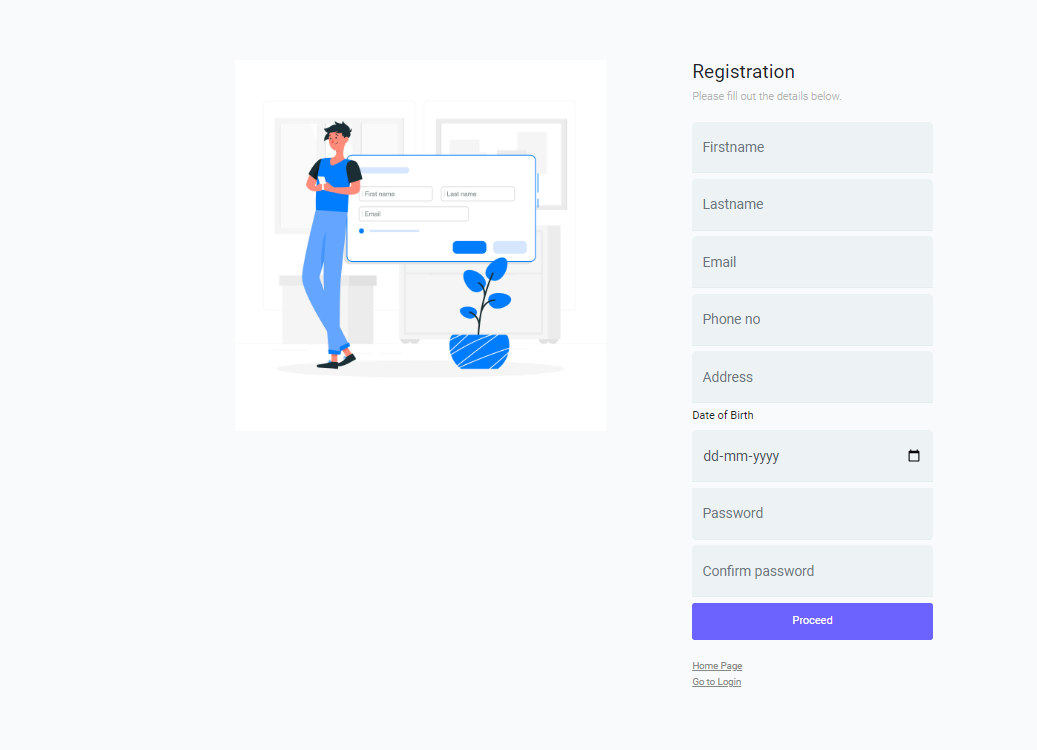 Registration
Please fill out the details below.
First name
Last name
Email
Firstname
Lastname
Email
Phone no
Address
Date of Birth
dd-mm-yyyy
Password
Confirm password
Proceed
Home Page
Go to Login